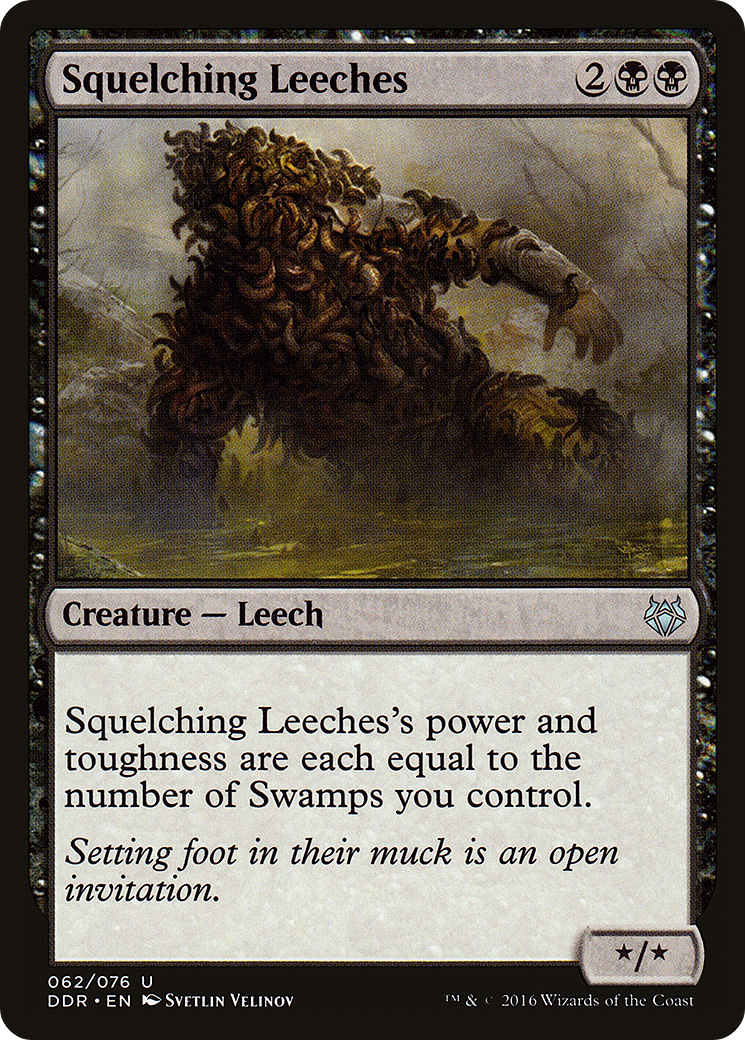 Squelching Leeches 2
Creature — Leech
Squelching Leeches's power and
toughness are each equal to the
number of Swamps you control.
Setting foot in their muck is an open
invitation.
★/★
062/076 U
DDR • EN Svetlin Velinov
™ & © 2016 Wizards of the Coast